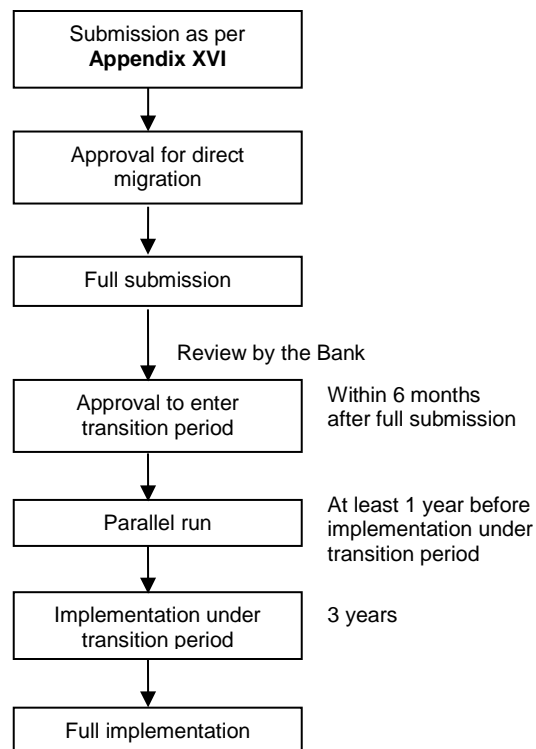 Submission as per
Appendix XVI
Approval for direct
migration
Full submission
Review by the Bank
Approval to enter
transition period
Within 6 months
after full submission
Parallel run
At least 1 year before
implementation under
transition period
Implementation under
transition period
3 years
Full implementation